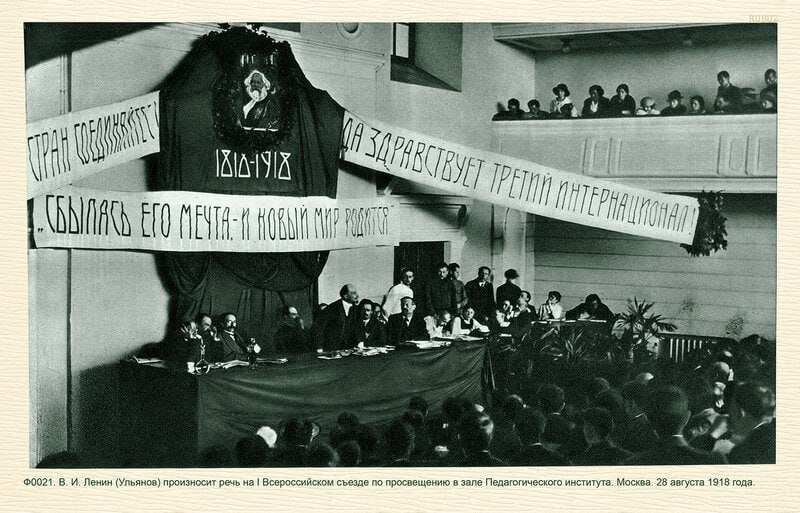 СТРАН СОЕДИНЯЙТЕСЬ
1818-1918
ДА ЗДРАВСТВУЕТ ТРЕТИЙ ИНТЕРНАЦИОНАЛ!
„СБЫЛАСЬ ЕГО МЕЧТА,-И НОВЫЙ МИР РОДИТСЯ"
Ф0021. В. И. Ленин (Ульянов) произносит речь на I Всероссийском съезде по просвещению в зале Педагогического института. Москва. 28 августа 1918 года.